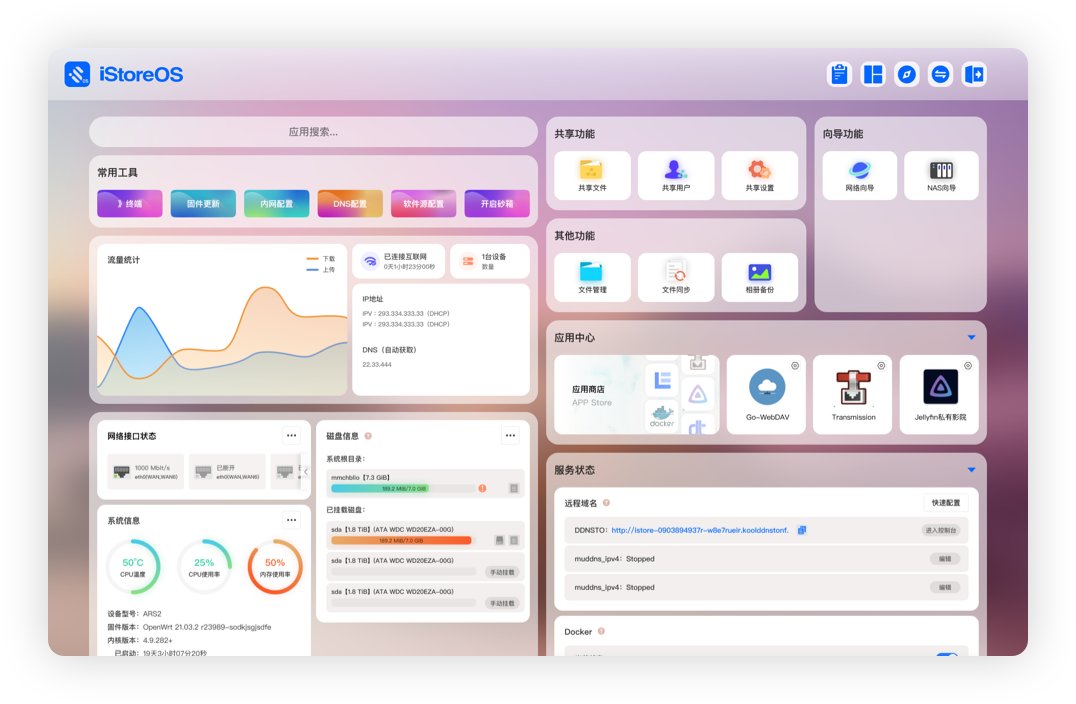 iStoreOS
应用搜索...
常用工具
》终端
固件更新
内网配置
DNS配置
软件源配置
开启砂箱
流量统计
下载
上传
已连接互联网
0天1小时23分00秒
1台设备
数量
IP地址
IPV：293.334.333.33（DHCP）
IPV：293.334.333.33（DHCP）
DNS（自动获取）
22.33.444
网络接口状态
1000 Mblt/s
eth0(WAN,WAN6)
已断开
eth0(WAN,WAN6)
系统信息
50°C
CPU温度
25%
CPU使用率
50%
内存使用率
设备型号：ARS2
固件版本：OpenWrt 21.03.2 r23989-sodkjsgjsdfe
内核版本：4.9.282+
已启动：19天3小时07分20秒
磁盘信息
系统根目录：
mmcblIo【7.3 GiB】
189.2 MIB/7.0 GIB
已挂载磁盘：
sda【1.8 TiB】(ATA WDC WD20EZA-00G)
189.2 MIB/7.0 GIB
sda【1.8 TiB】(ATA WDC WD20EZA-00G)
手动挂载
sda【1.8 TiB】(ATA WDC WD20EZA-00G)
手动挂载
共享功能
共享文件
共享用户
共享设置
向导功能
网络向导
NAS向导
其他功能
文件管理
文件同步
相册备份
应用中心
应用商店
APP Store
docker
Go-WebDAV
Transmission
Jellyfin私有影院
服务状态
远程域名
快速配置
DDNSTO：http://istore-0903894937r-w8e7rueir.koolddnstonf.
进入控制台
muddns_ipv4：Stopped
编辑
muddns_ipv4：Stopped
编辑
Docker